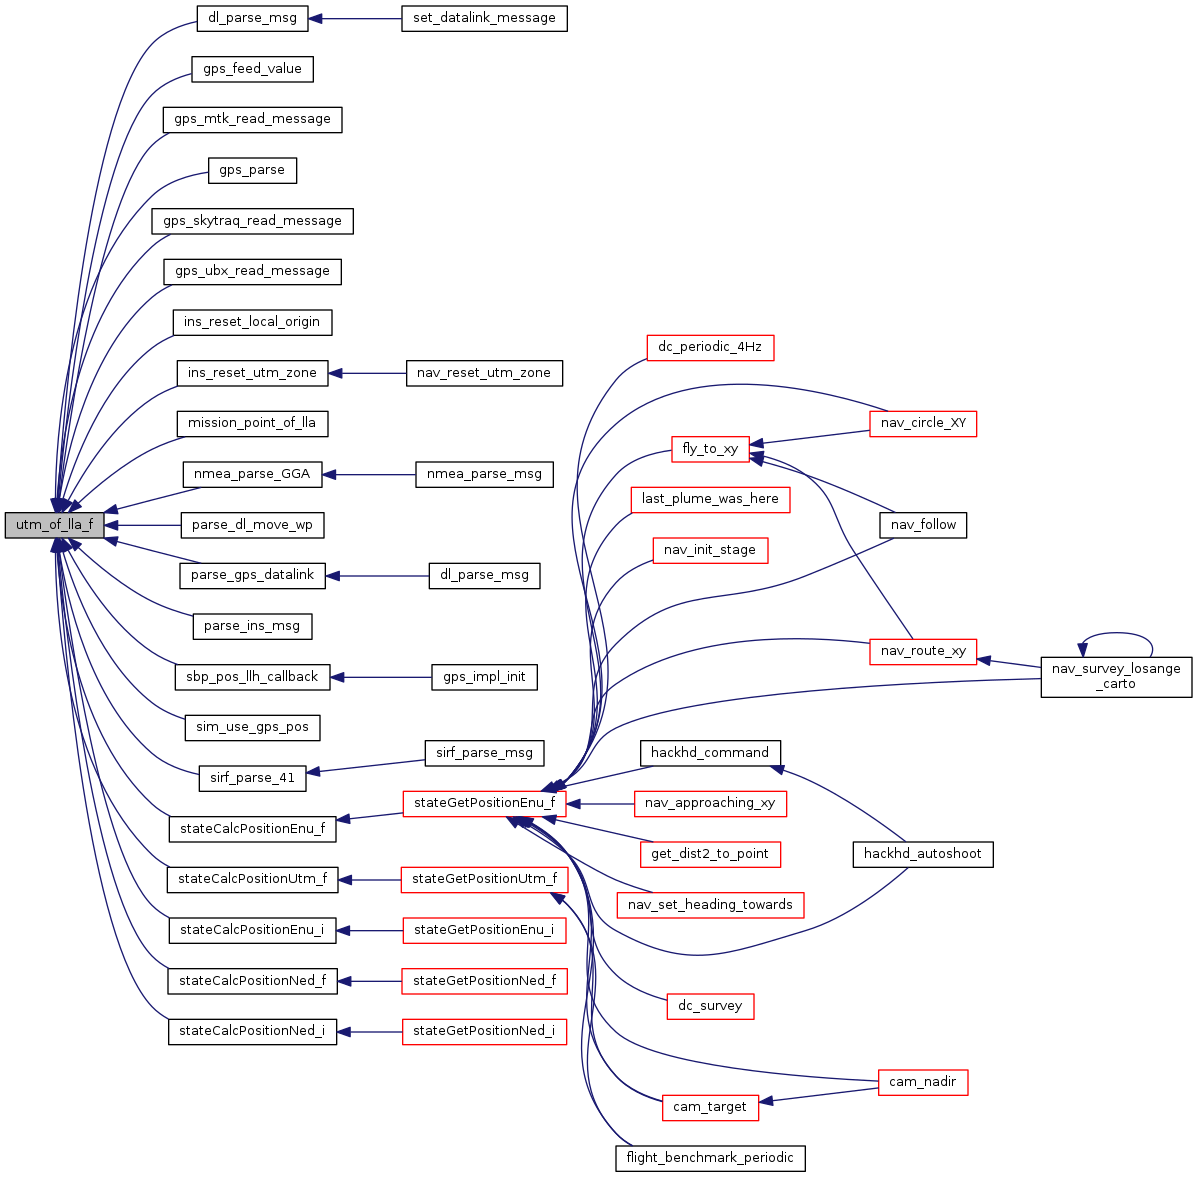 dl_parse_msg
set_datalink_message
gps_feed_value
gps_mtk_read_message
gps_parse
gps_skytraq_read_message
gps_ubx_read_message
ins_reset_local_origin
ins_reset_utm_zone
nav_reset_utm_zone
mission_point_of_lla
nmea_parse_GGA
nmea_parse_msg
utm_of_lla_f
parse_dl_move_wp
parse_gps_datalink
dl_parse_msg
parse_ins_msg
sbp_pos_llh_callback
gps_impl_init
sim_use_gps_pos
sirf_parse_41
sirf_parse_msg
stateCalcPositionEnu_f
stateGetPositionEnu_f
stateCalcPositionUtm_f
stateGetPositionUtm_f
stateCalcPositionEnu_i
stateGetPositionEnu_i
stateCalcPositionNed_f
stateGetPositionNed_f
stateCalcPositionNed_i
stateGetPositionNed_i
dc_periodic_4Hz
nav_circle_XY
fly_to_xy
last_plume_was_here
nav_follow
nav_init_stage
nav_route_xy
nav_survey_losange
_carto
hackhd_command
nav_approaching_xy
get_dist2_to_point
hackhd_autoshoot
nav_set_heading_towards
dc_survey
cam_nadir
cam_target
flight_benchmark_periodic